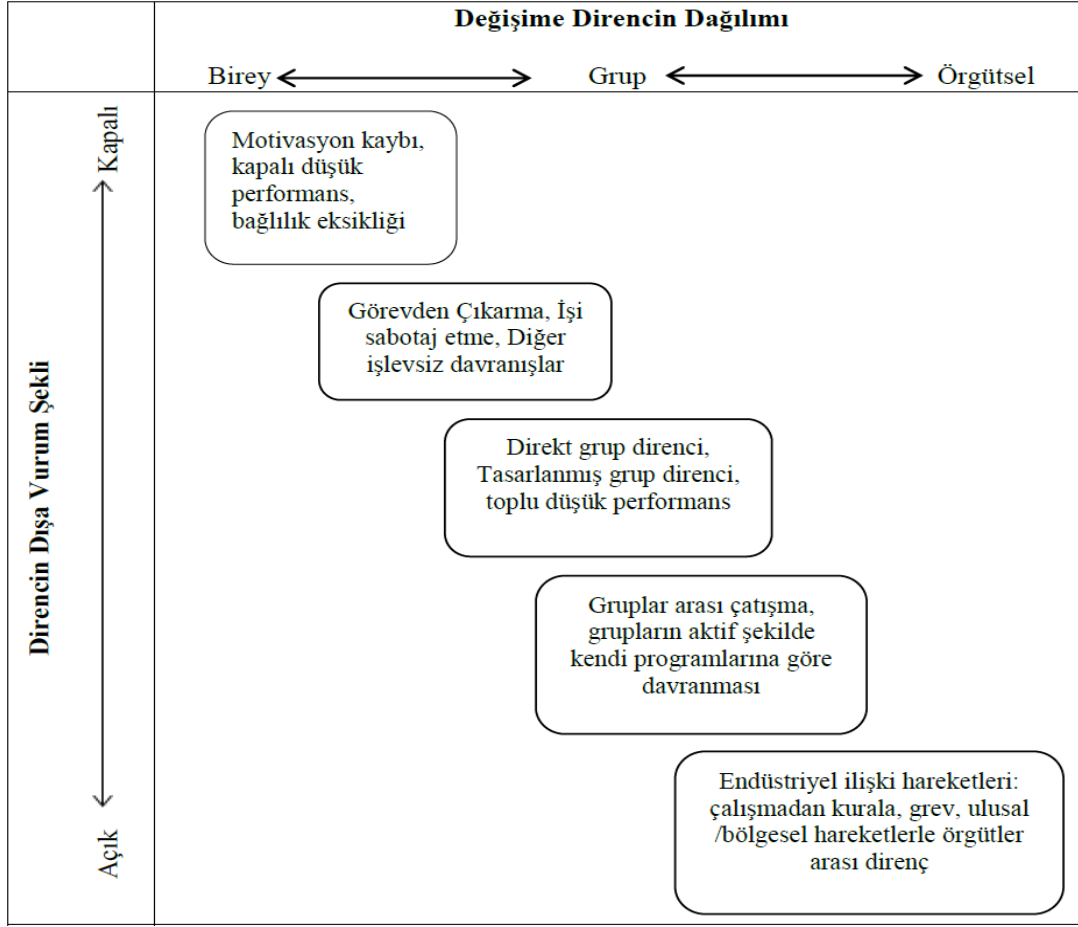 Değişime Direncin Dağılımı
Birey
Grup
Örgütsel
Direncin Dışa Vurum Şekli
Kapalı
Açık
Motivasyon kaybı,
kapalı düşük
performans,
bağlılık eksikliği
Görevden Çıkarma, İşi
sabotaj etme, Diğer
işlevsiz davranışlar
Direkt grup direnci,
Tasarlanmış grup direnci,
toplu düşük performans
Gruplar arası çatışma,
grupların aktif şekilde
kendi programlarına göre
davranması
Endüstriyel ilişki hareketleri:
çalışmadan kurala, grev, ulusal
/bölgesel hareketlerle örgütler
arası direnç